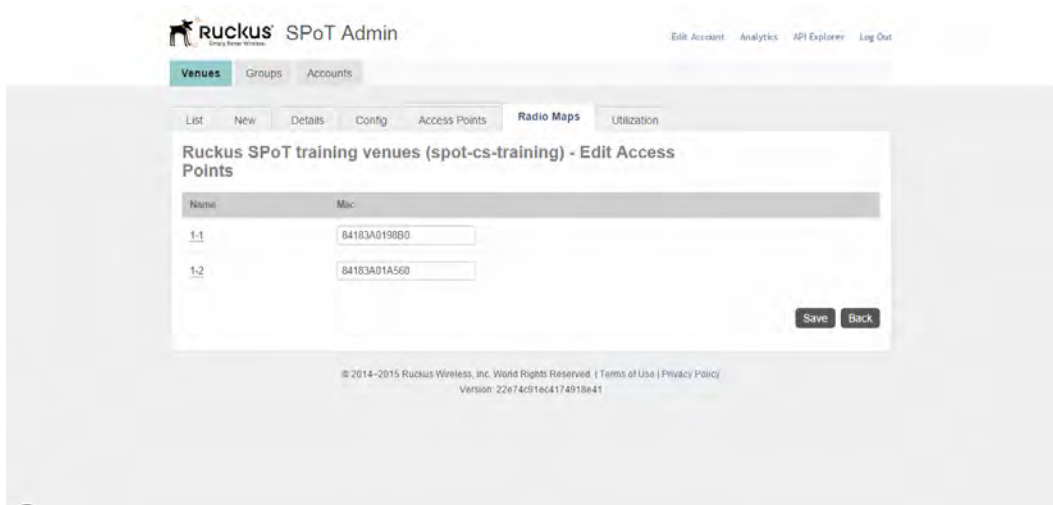 Ruckus SPoT Admin
Simply Better Wireless.
Edit Account Analytics API Explorer Log Out
Venues Groups Accounts
List New Details Config Access Points Radio Maps Utilization
Ruckus SPoT training venues (spot-cs-training) - Edit Access
Points
Name Mac
1-1 84183A0198B0
1-2 84183A01A560
Save Back
© 2014–2015 Ruckus Wireless, Inc. World Rights Reserved. | Terms of Use | Privacy Policy
Version: 22e74c91ec4174918e41